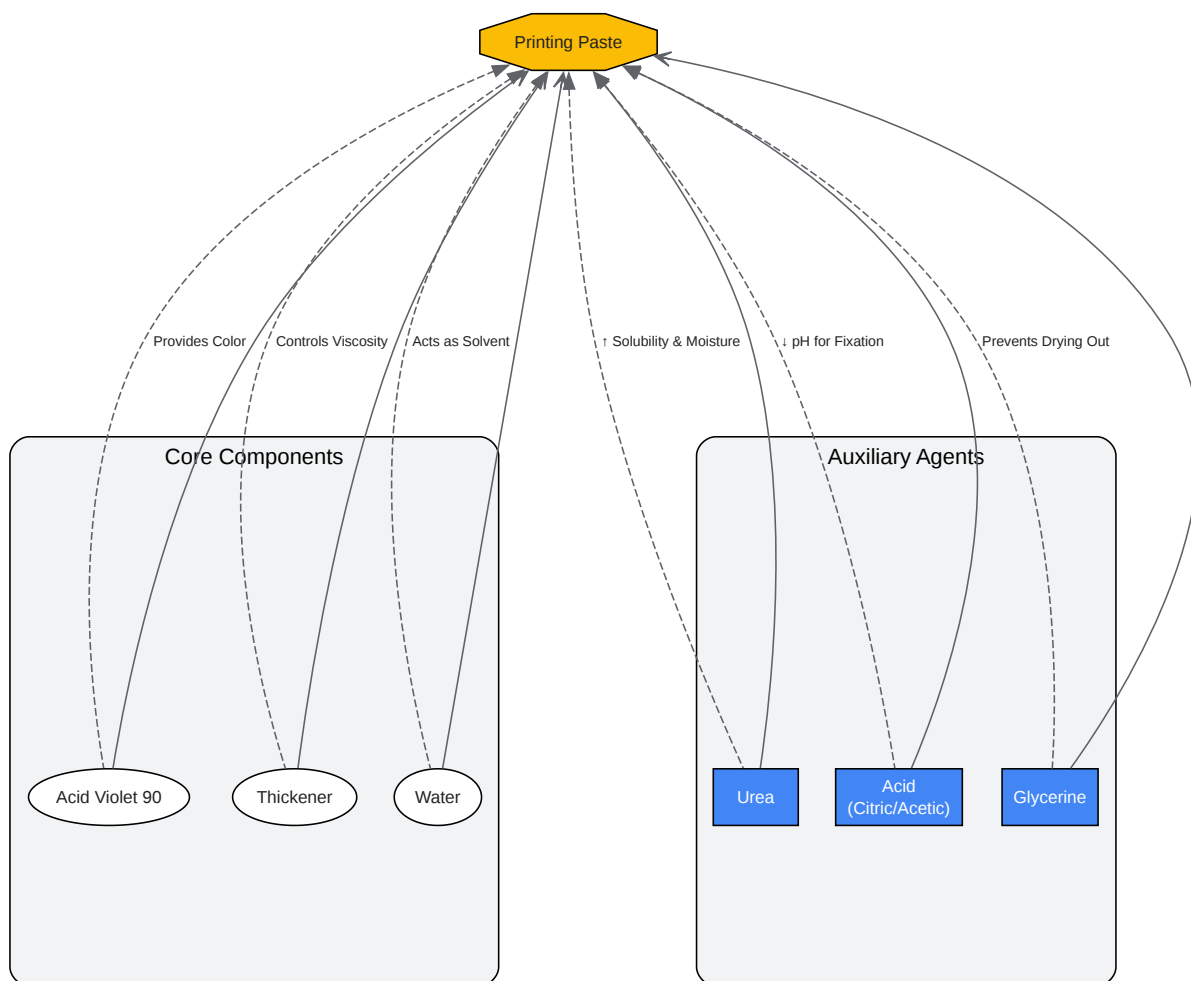 Printing Paste
Provides Color
Controls Viscosity
Acts as Solvent
↑ Solubility & Moisture
↓ pH for Fixation
Prevents Drying Out
Core Components
Auxiliary Agents
Acid Violet 90
Thickener
Water
Urea
Acid
(Citric/Acetic)
Glycerine